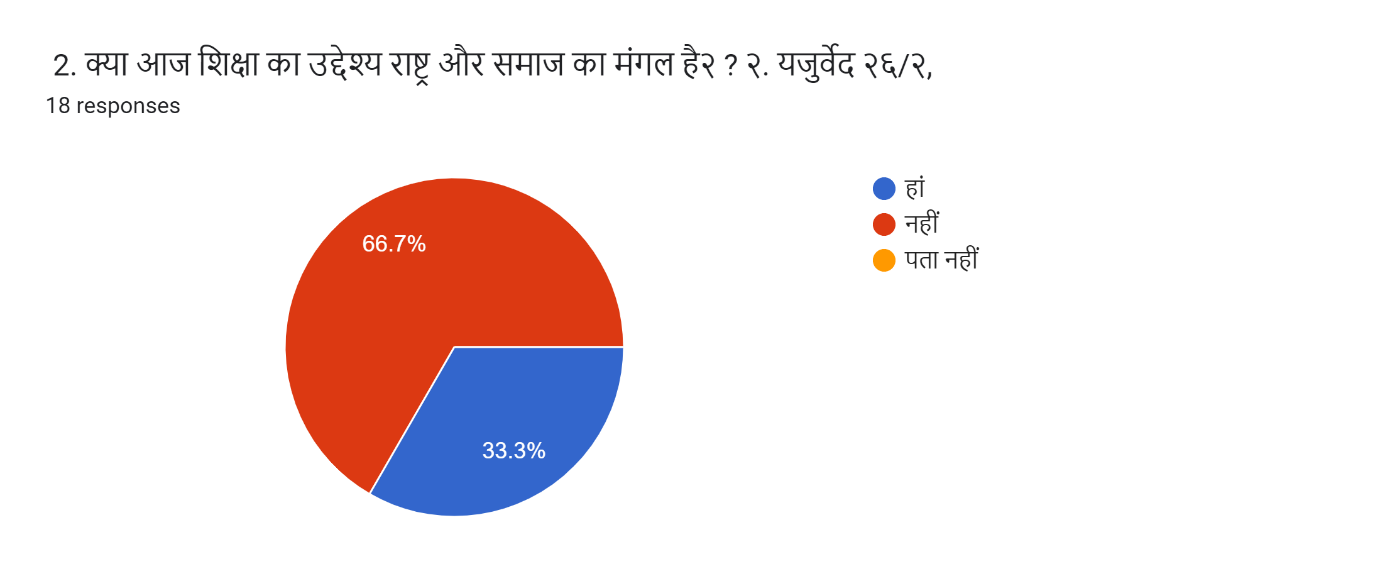 2. क्या आज शिक्षा का उद्देश्य राष्ट्र और समाज का मंगल है२ ? २. यजुर्वेद २६/२,
18 responses
हां
नहीं
पता नहीं
66.7%
33.3%